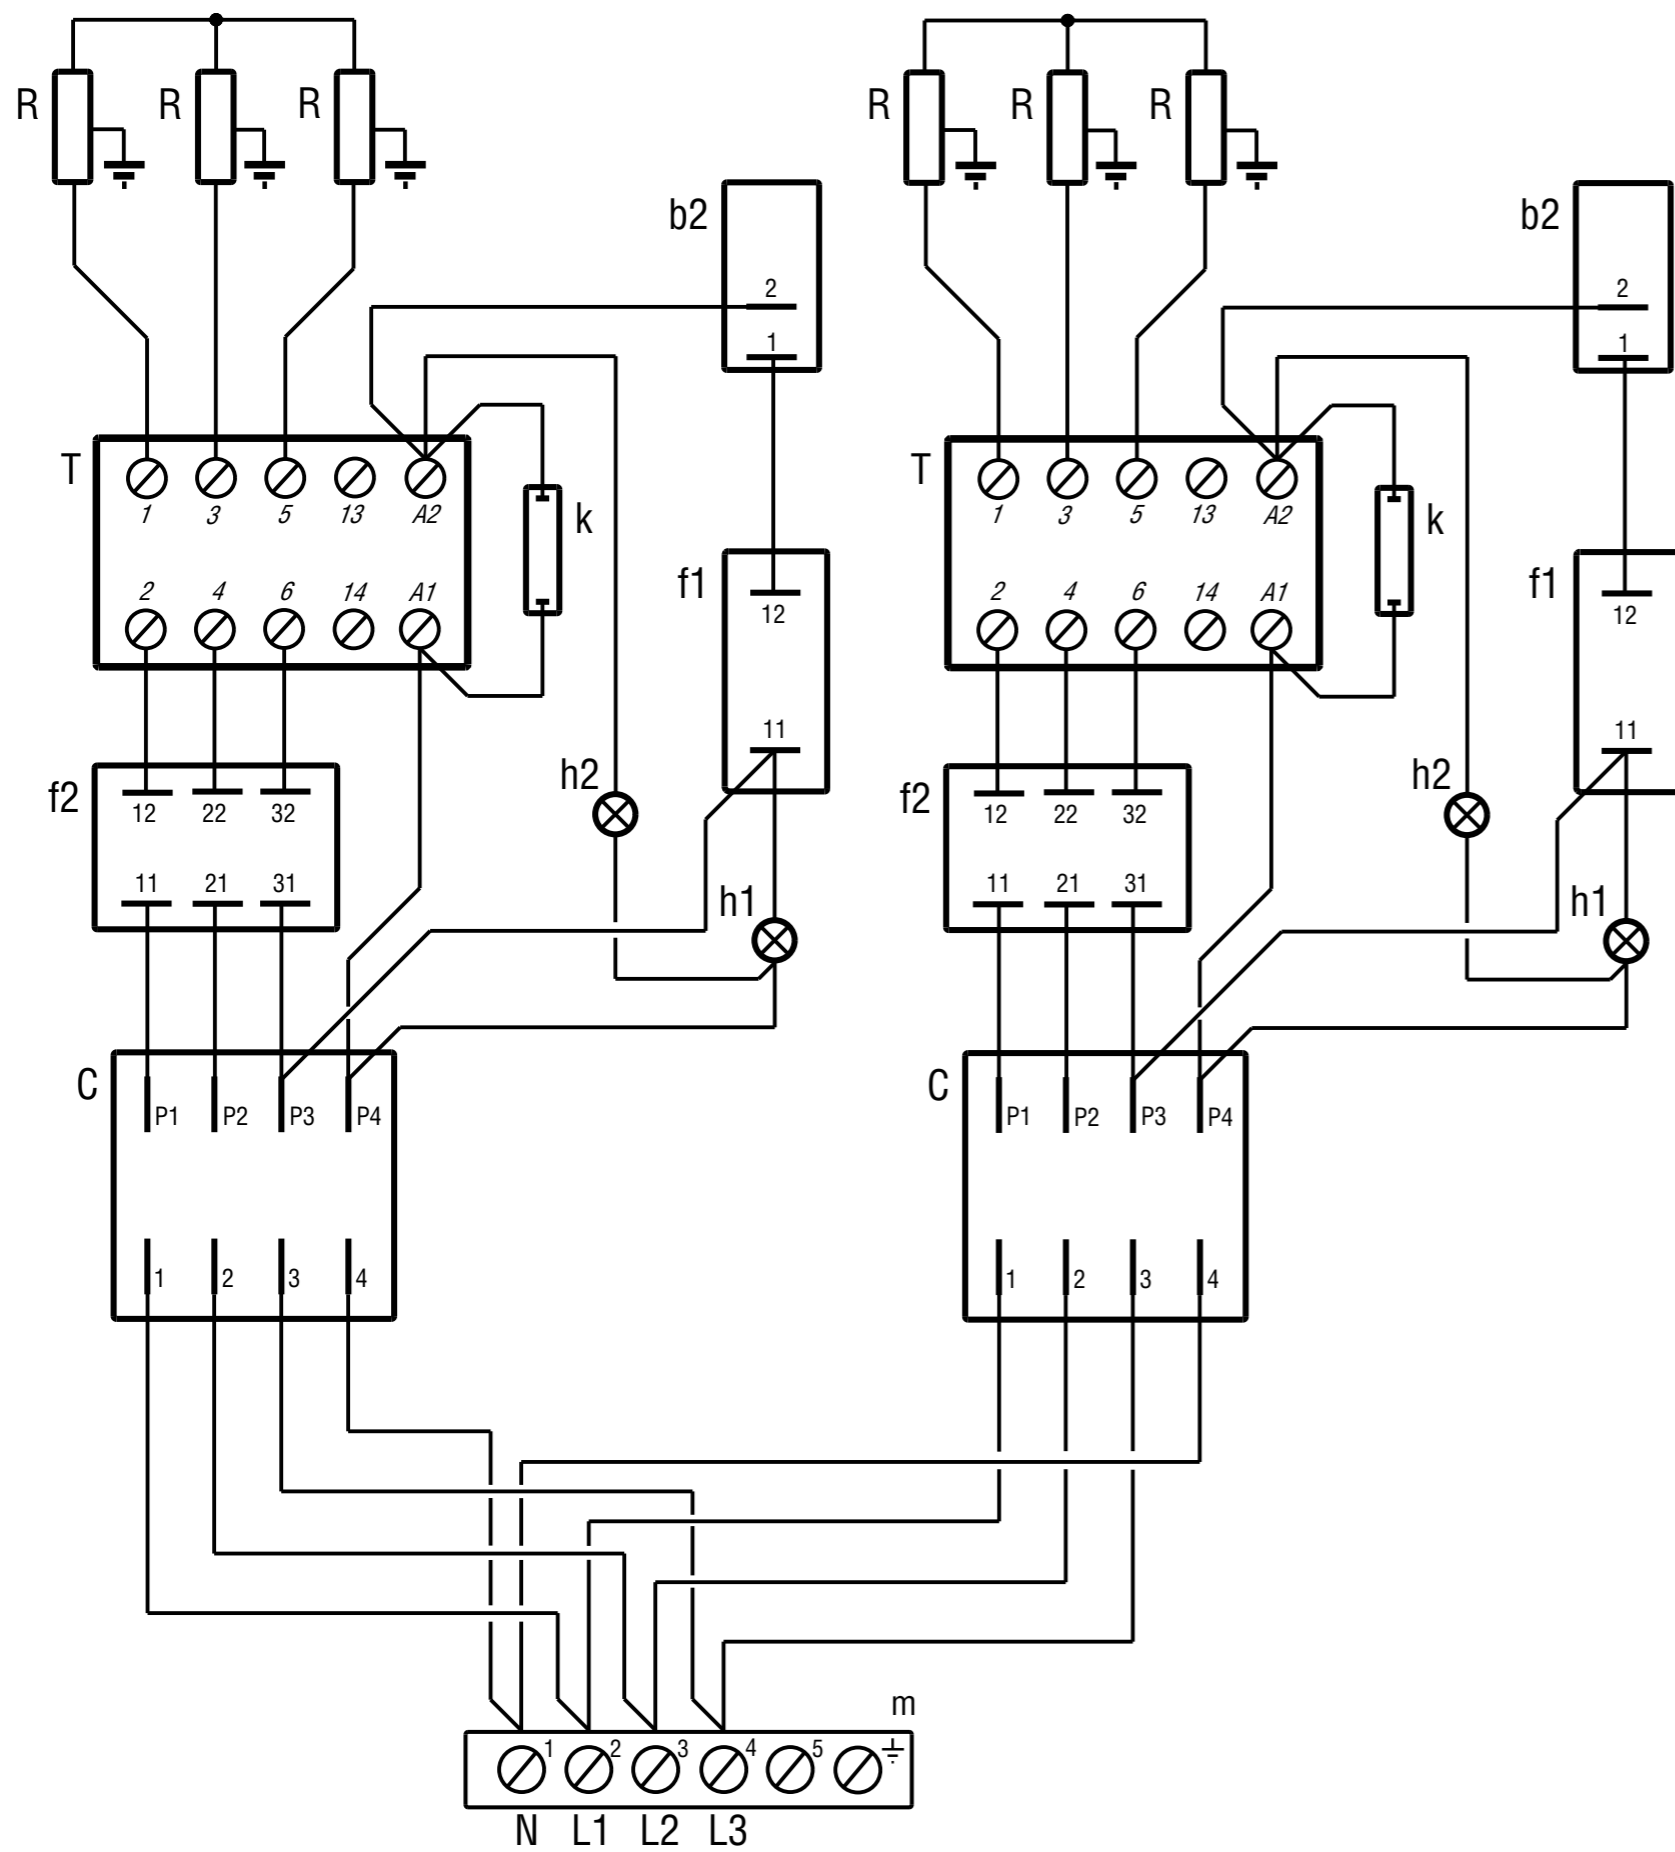 R R R R R R
b2 b2
2 2
1 1
T 1 3 5 13 A2 k T 1 3 5 13 A2 k
2 4 6 14 A1 2 4 6 14 A1
f1 12 f1 12
11 11
h2 h2
f2 12 22 32 f2 12 22 32
11 21 31 11 21 31
h1 h1
C P1 P2 P3 P4 C P1 P2 P3 P4
1 2 3 4 1 2 3 4
m
1 2 3 4 5
N L1 L2 L3